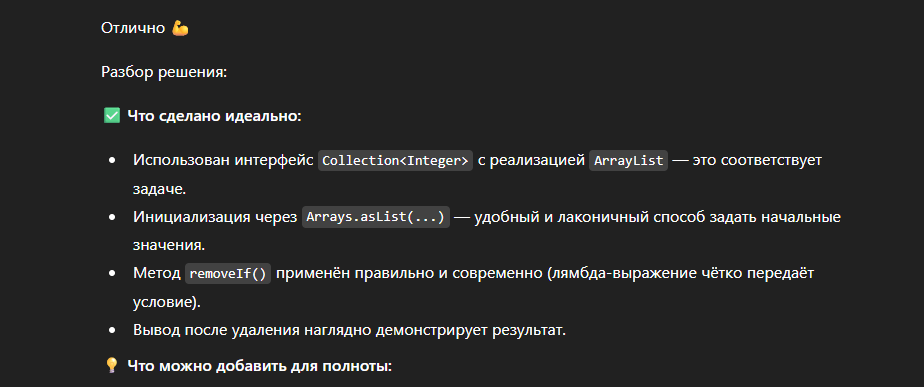 Отлично 💪
Разбор решения:
✅ Что сделано идеально:
• Использован интерфейс Collection<Integer> с реализацией ArrayList — это соответствует
задаче.
• Инициализация через Arrays.asList(...) — удобный и лаконичный способ задать начальные
значения.
• Метод removeIf() применён правильно и современно (лямбда-выражение чётко передаёт
условие).
• Вывод после удаления наглядно демонстрирует результат.
💡 Что можно добавить для полноты: